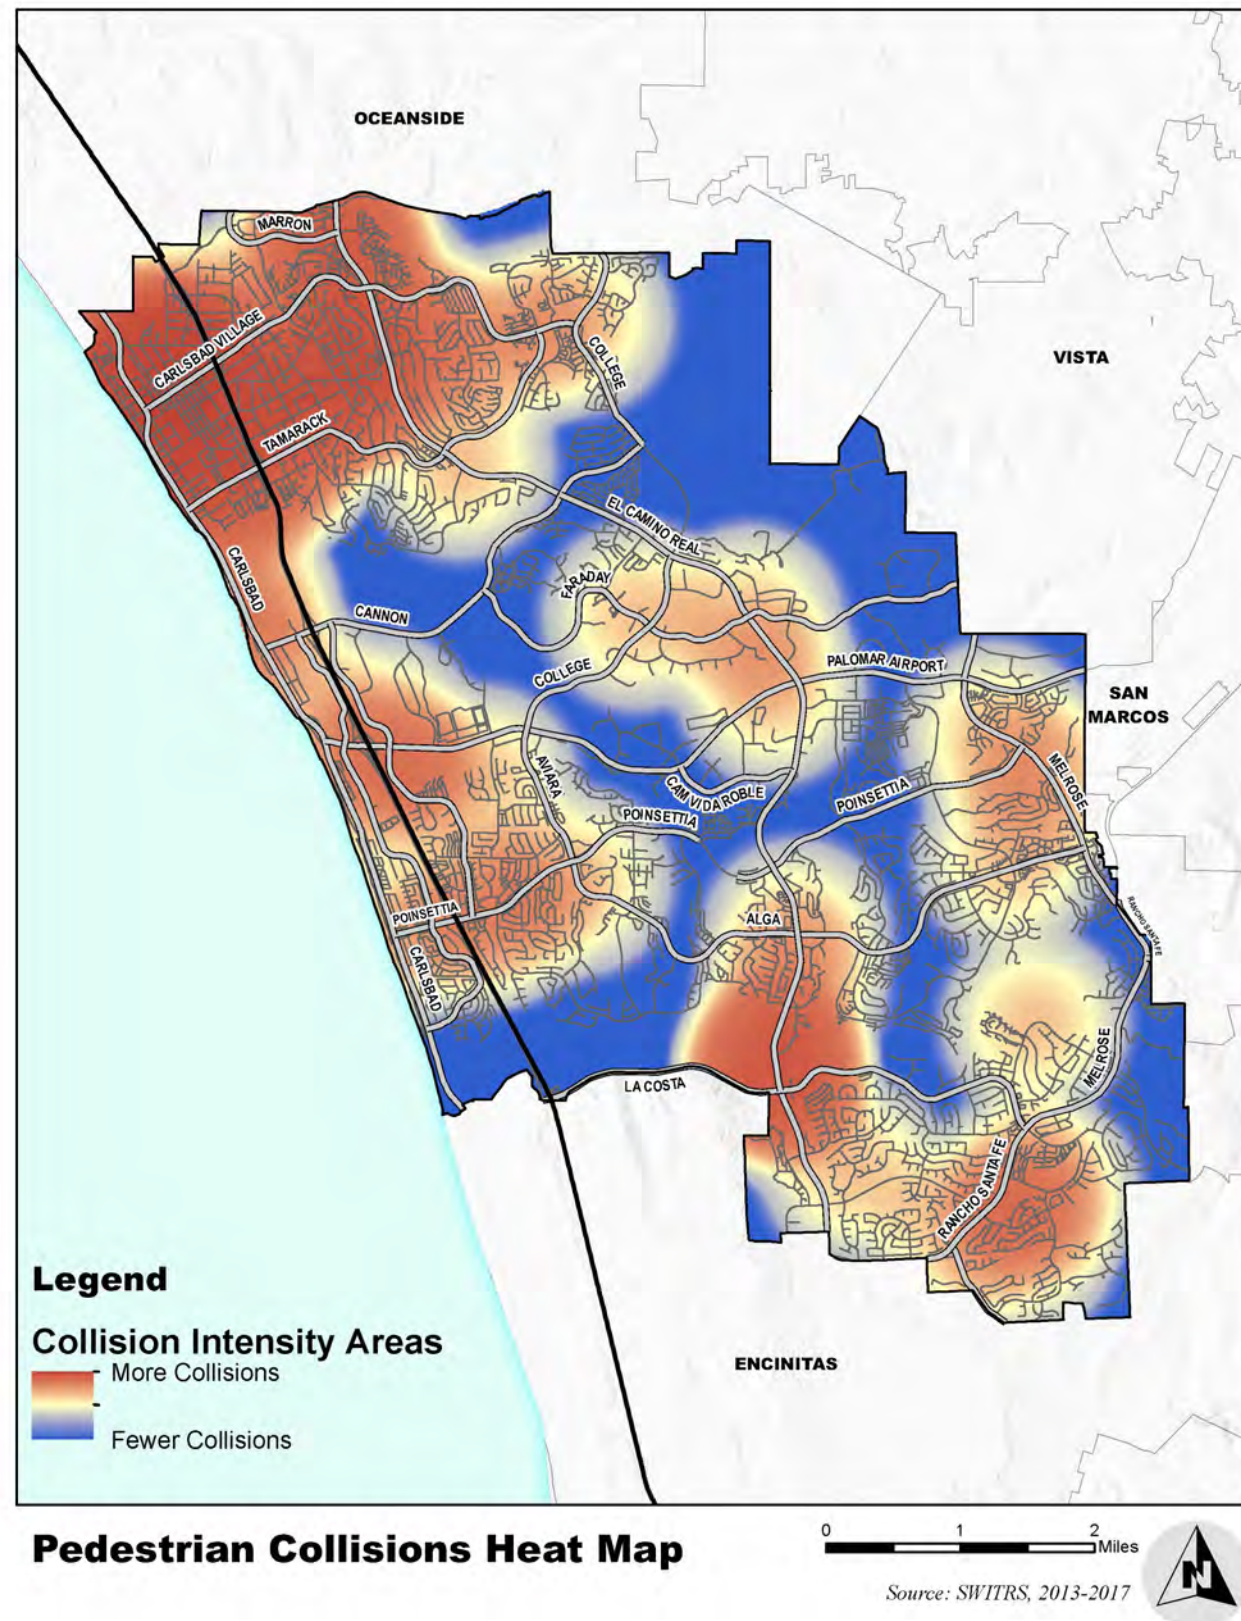 OCEANSIDE
MARRON
CARLSBAD VILLAGE
COLLEGE
VISTA
TAMARACK
EL CAMINO REAL
CARLSBAD
FARADAY
CANNON
COLLEGE
PALOMAR AIRPORT
SAN
MARCOS
AVIARA
CAM VIDA ROBLE
MELROSE
POINSETTIA
POINSETTIA
POINSETTIA
ALGA
RANCHO SANTA FE
CARLSBAD
MELROSE
LA COSTA
RANCHO SANTA FE
Legend
Collision Intensity Areas
More Collisions
Fewer Collisions
ENCINITAS
Pedestrian Collisions Heat Map
0 1 2
Miles
Source: SWITRS, 2013-2017
N